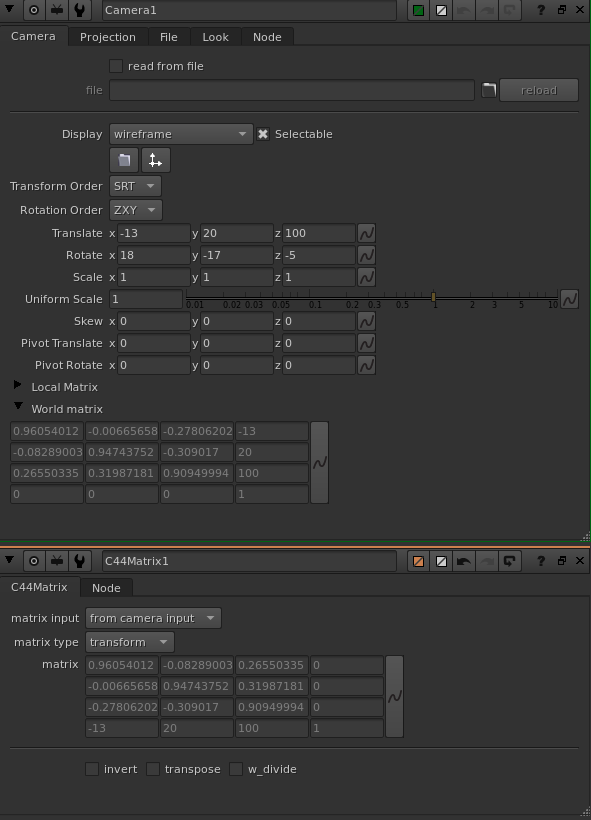 Camera1
Camera Projection File Look Node
read from file
file reload
Display wireframe Selectable
Transform Order SRT
Rotation Order ZXY
Translate x -13 y 20 z 100
Rotate x 18 y -17 z -5
Scale x 1 y 1 z 1
Uniform Scale 1 0.01 0.02 0.03 0.05 0.1 0.2 0.3 0.5 1 2 3 5 10
Skew x 0 y 0 z 0
Pivot Translate x 0 y 0 z 0
Pivot Rotate x 0 y 0 z 0
Local Matrix
World matrix
0.96054012 -0.00665658 -0.27806202 -13
-0.08289003 0.94743752 -0.309017 20
0.26550335 0.31987181 0.90949994 100
0 0 0 1
C44Matrix1
C44Matrix Node
matrix input from camera input
matrix type transform
matrix 0.96054012 -0.08289003 0.26550335 0
-0.00665658 0.94743752 0.31987181 0
-0.27806202 -0.309017 0.90949994 0
-13 20 100 1
invert transpose w_divide